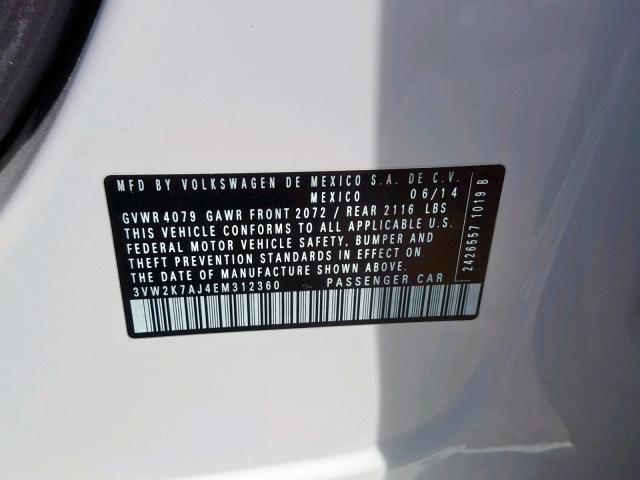 MFD BY VOLKSWAGEN DE MEXICO S.A. DE C.V.
MEXICO 06/14
GVWR 4079 GAWR FRONT 2072 / REAR 2116 LBS
THIS VEHICLE CONFORMS TO ALL APPLICABLE U.S.
FEDERAL MOTOR VEHICLE SAFETY, BUMPER AND
THEFT PREVENTION STANDARDS IN EFFECT ON
THE DATE OF MANUFACTURE SHOWN ABOVE.
3VW2K7AJ4EM312360 PASSENGER CAR
2426557 1019 B